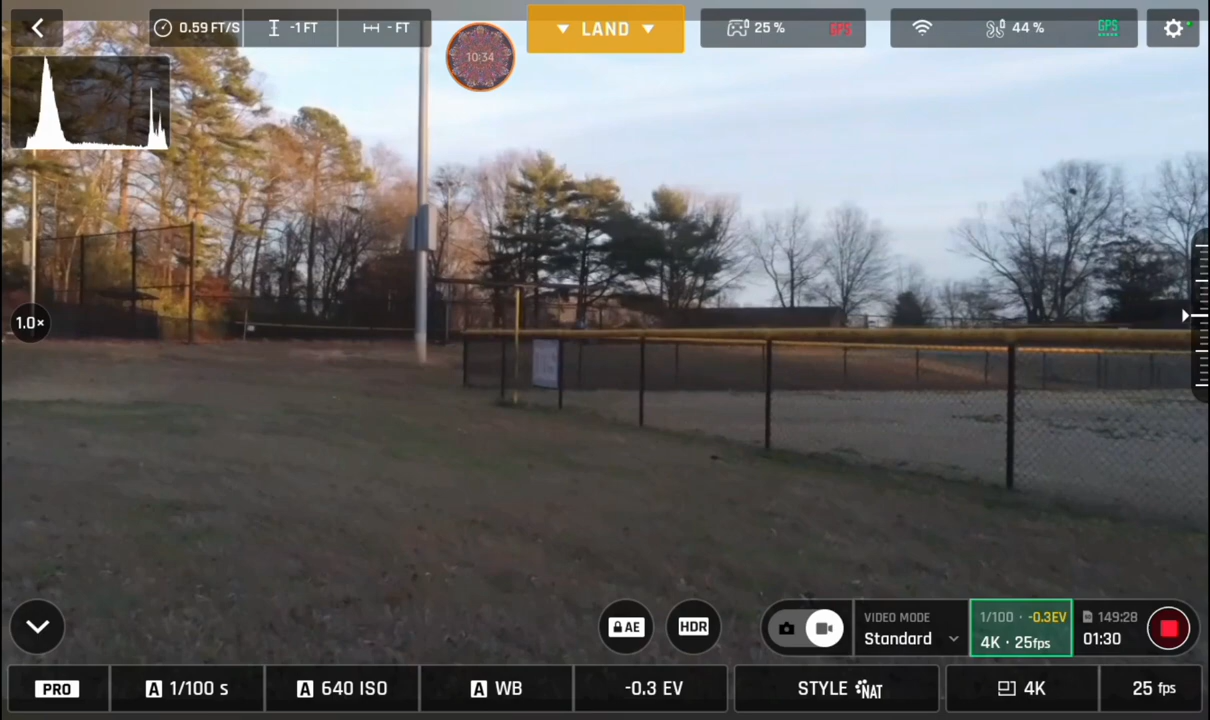 0.59 FT/S
-1 FT
- FT
10:34
LAND
25 %
GPS
44 %
GPS
1.0×
AE
HDR
VIDEO MODE
Standard
1/100 · -0.3EV
4K · 25fps
149:28
01:30
PRO
A 1/100 s
A 640 ISO
A WB
-0.3 EV
STYLE NAT
4K
25 fps